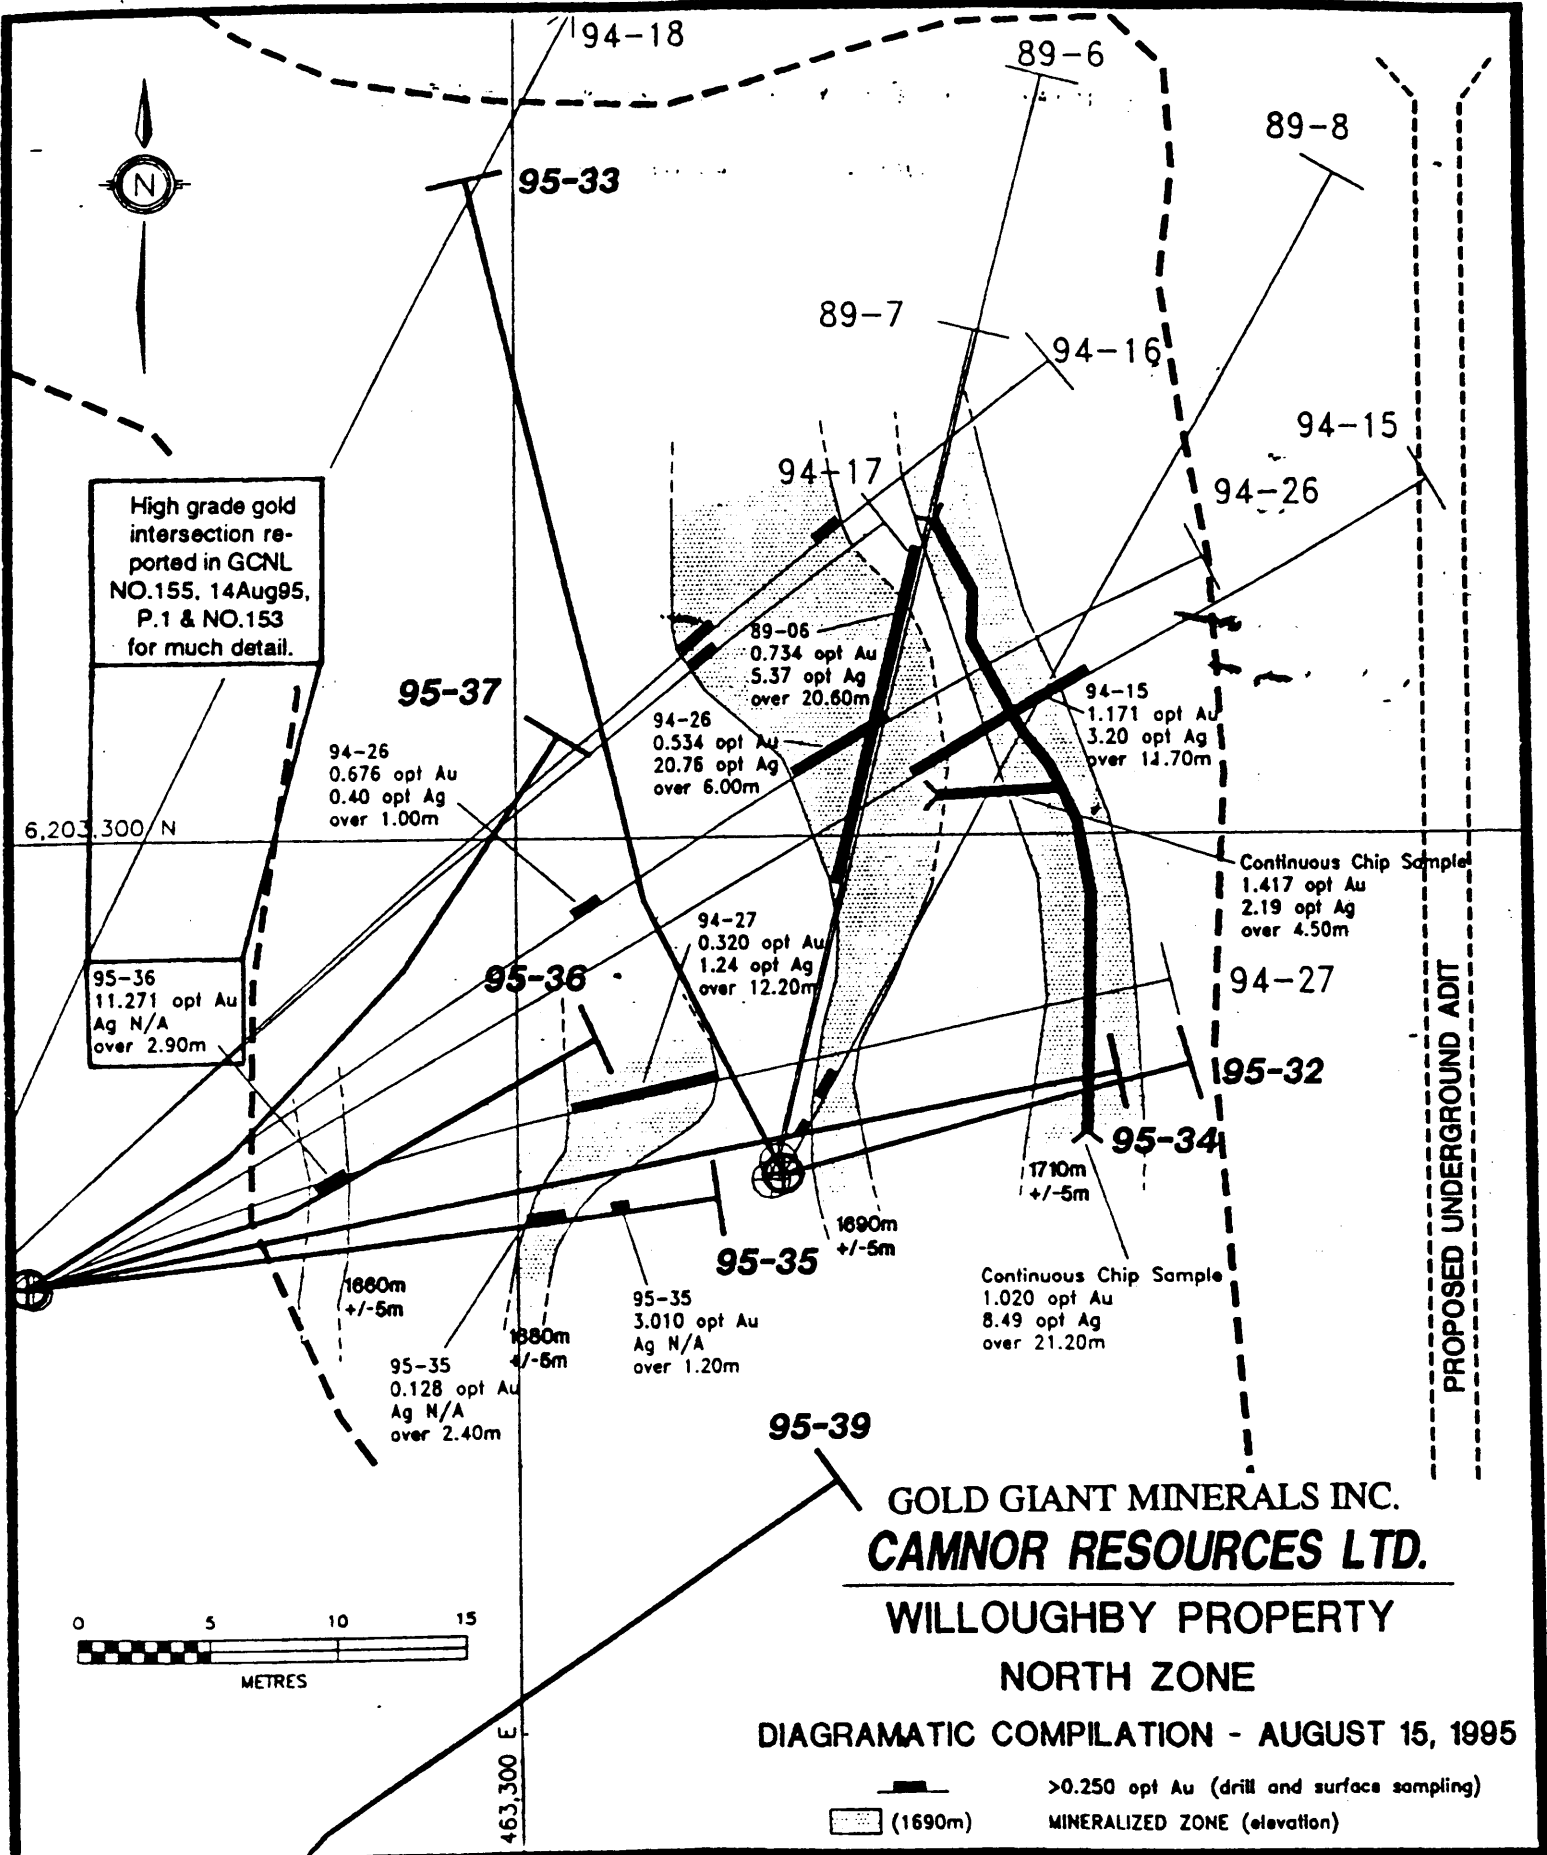 94-18
89-6
89-8
N
95-33
89-7
94-16
94-15
94-17
94-26
High grade gold
intersection re-
ported in GCNL
NO.155, 14Aug95,
P.1 & NO.153
for much detail.
89-06
0.734 opt Au
5.37 opt Ag
over 20.60m
95-37
94-15
1.171 opt Au
3.20 opt Ag
over 11.70m
94-26
0.534 opt Au
20.76 opt Ag
over 6.00m
94-26
0.676 opt Au
0.40 opt Ag
over 1.00m
6,203,300 N
Continuous Chip Sample
1.417 opt Au
2.19 opt Ag
over 4.50m
94-27
0.320 opt Au
1.24 opt Ag
over 12.20m
95-36
95-36
11.271 opt Au
Ag N/A
over 2.90m
94-27
PROPOSED UNDERGROUND ADIT
95-32
95-34
1710m
+/-5m
1690m
+/-5m
95-35
1660m
+/-5m
1680m
+/-5m
95-35
3.010 opt Au
Ag N/A
over 1.20m
Continuous Chip Sample
1.020 opt Au
8.49 opt Ag
over 21.20m
95-35
0.128 opt Au
Ag N/A
over 2.40m
95-39
GOLD GIANT MINERALS INC.
CAMNOR RESOURCES LTD.
WILLOUGHBY PROPERTY
NORTH ZONE
DIAGRAMATIC COMPILATION - AUGUST 15, 1995
0 5 10 15
METRES
463,300 E
>0.250 opt Au (drill and surface sampling)
(1690m) MINERALIZED ZONE (elevation)